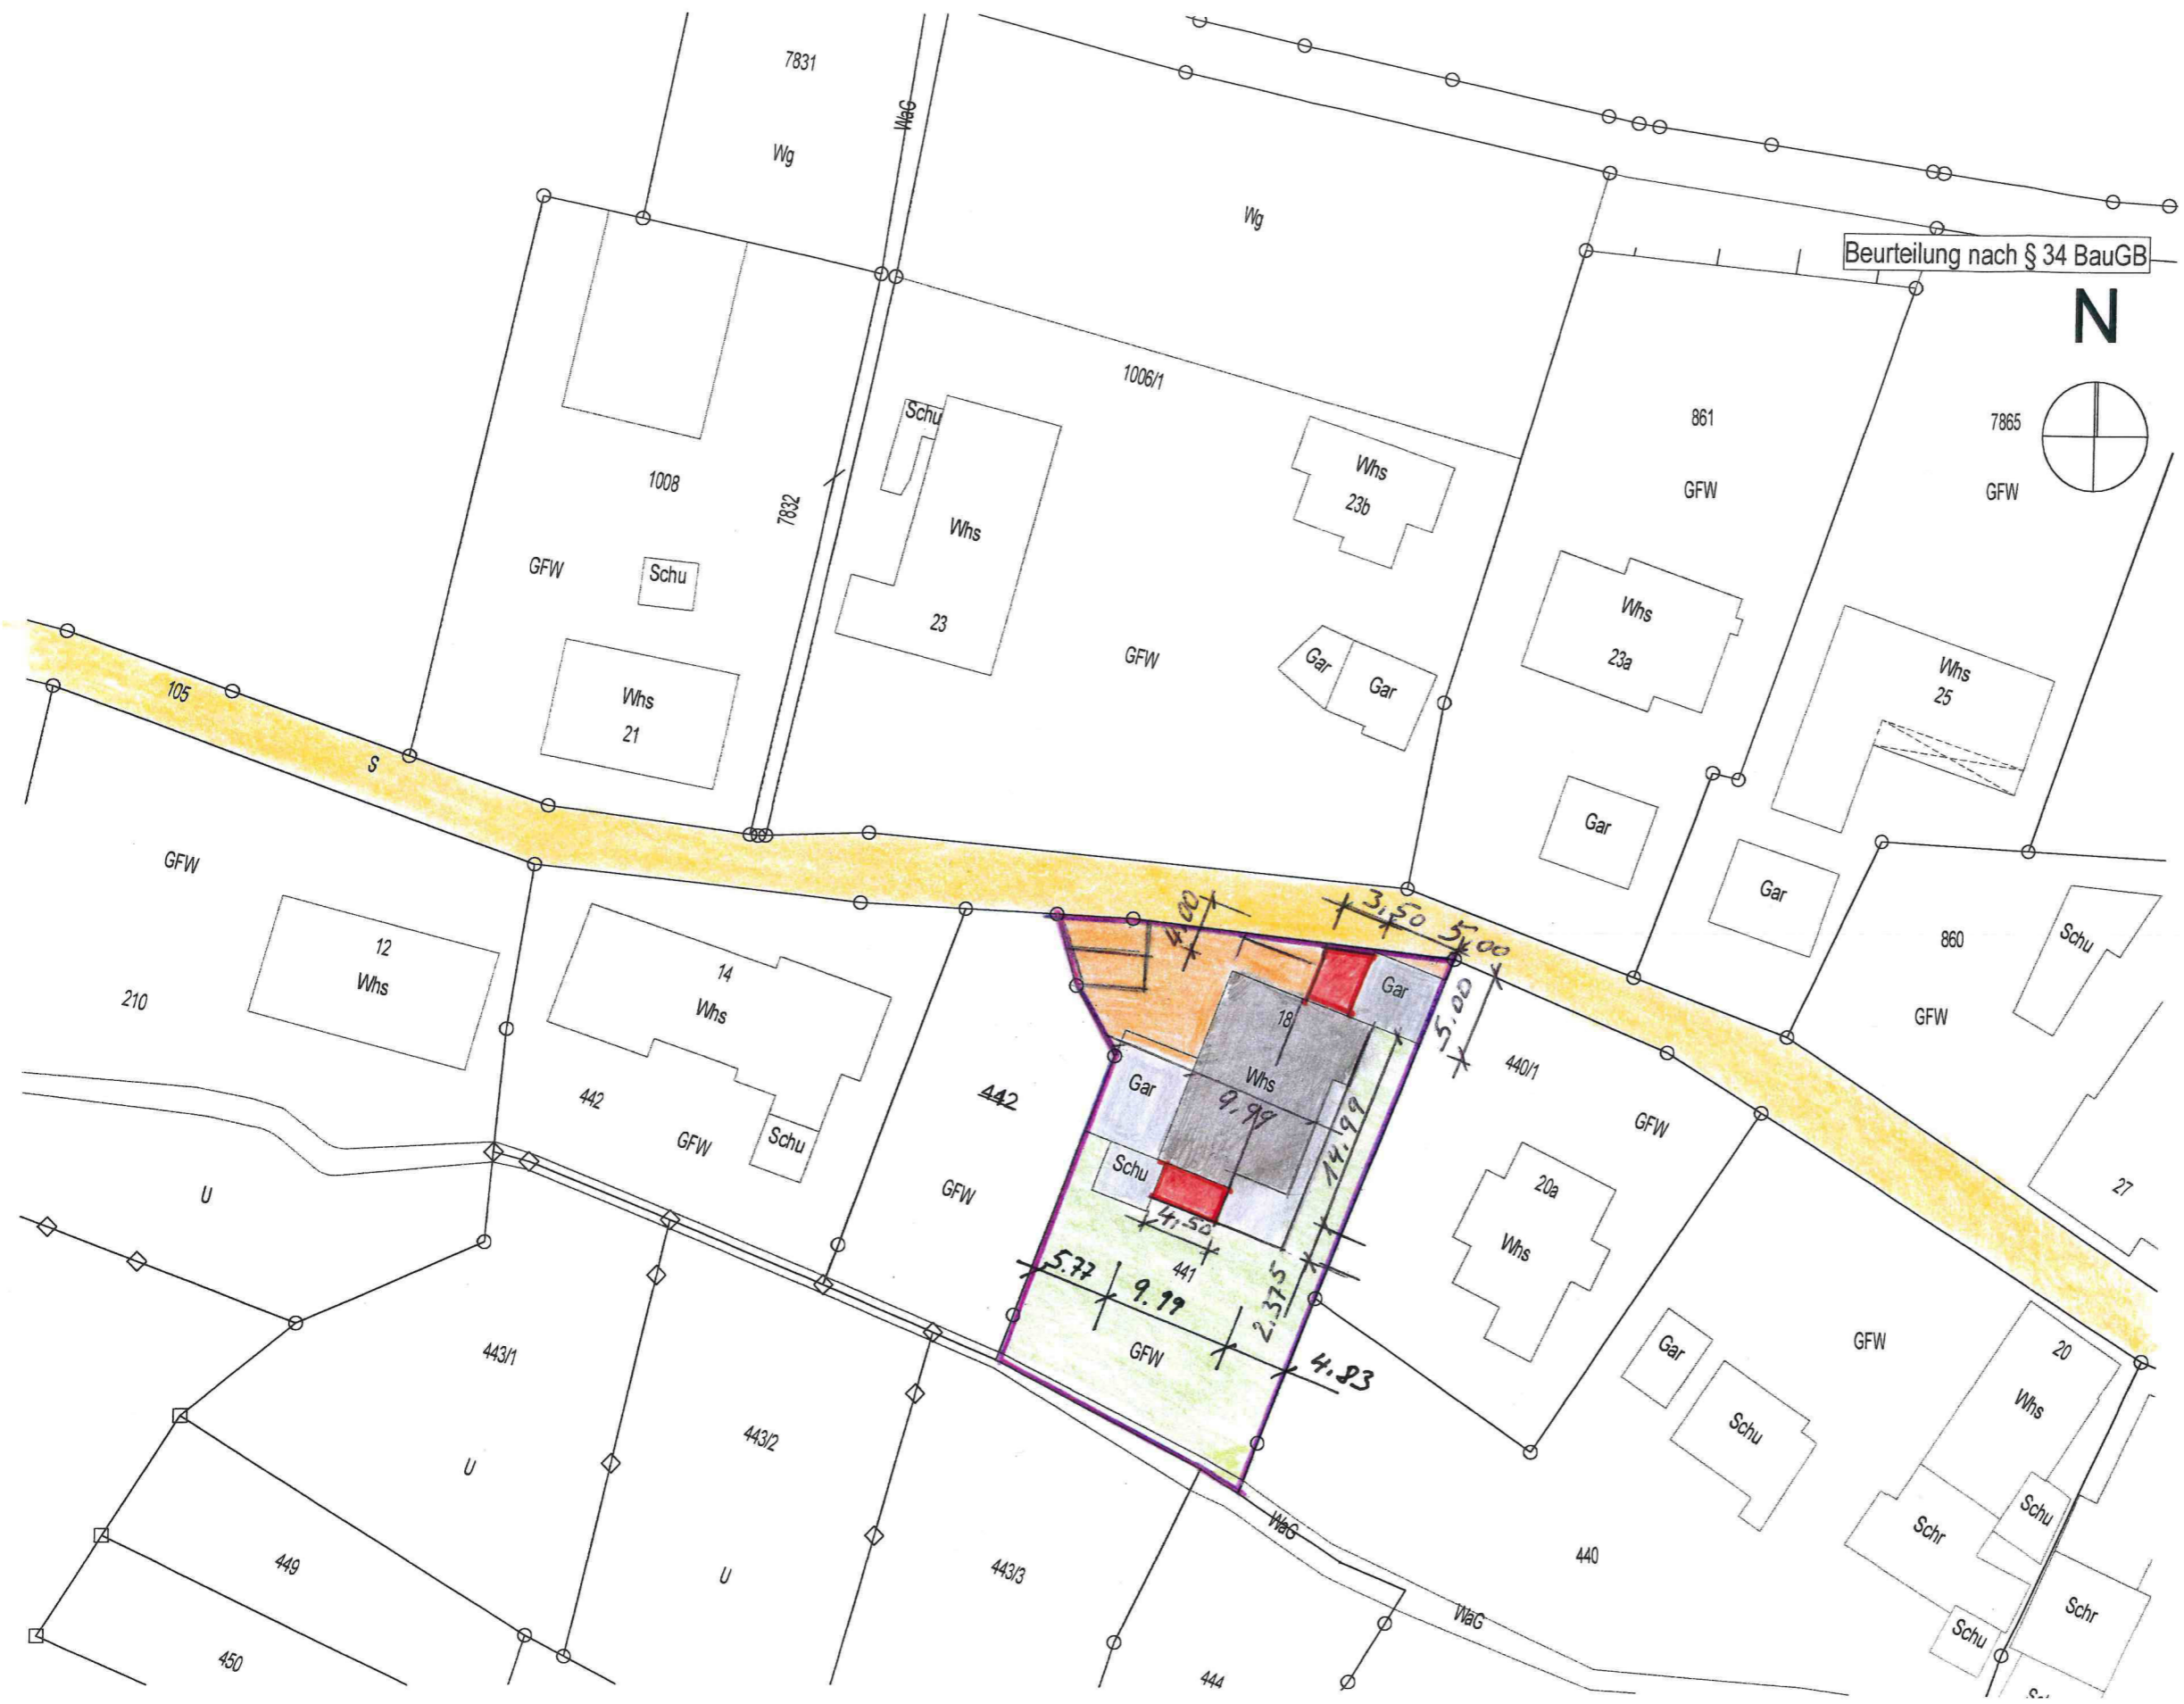 7831
WaG
Wg
Wg
Beurteilung nach § 34 BauGB
N
1006/1
861
7865
Schu
Whs
23b
1008
7832
GFW
GFW
Whs
GFW
Schu
23
Whs
23a
GFW
Gar
Gar
Whs
25
105
Whs
21
S
Gar
GFW
Gar
860
Schu
4,00
3,50
5,00
12
Whs
14
Whs
210
GFW
Gar
18
5.00
440/1
Whs
Gar
442
442
9.99
GFW
14.99
Schu
GFW
Schu
20a
Whs
27
U
GFW
4,50
441
5.77
9.99
2.375
GFW
4.83
443/1
Gar
GFW
20
Whs
443/2
Schu
U
WaG
Schr
Schu
449
U
443/3
440
WaG
Schu
Schr
450
444